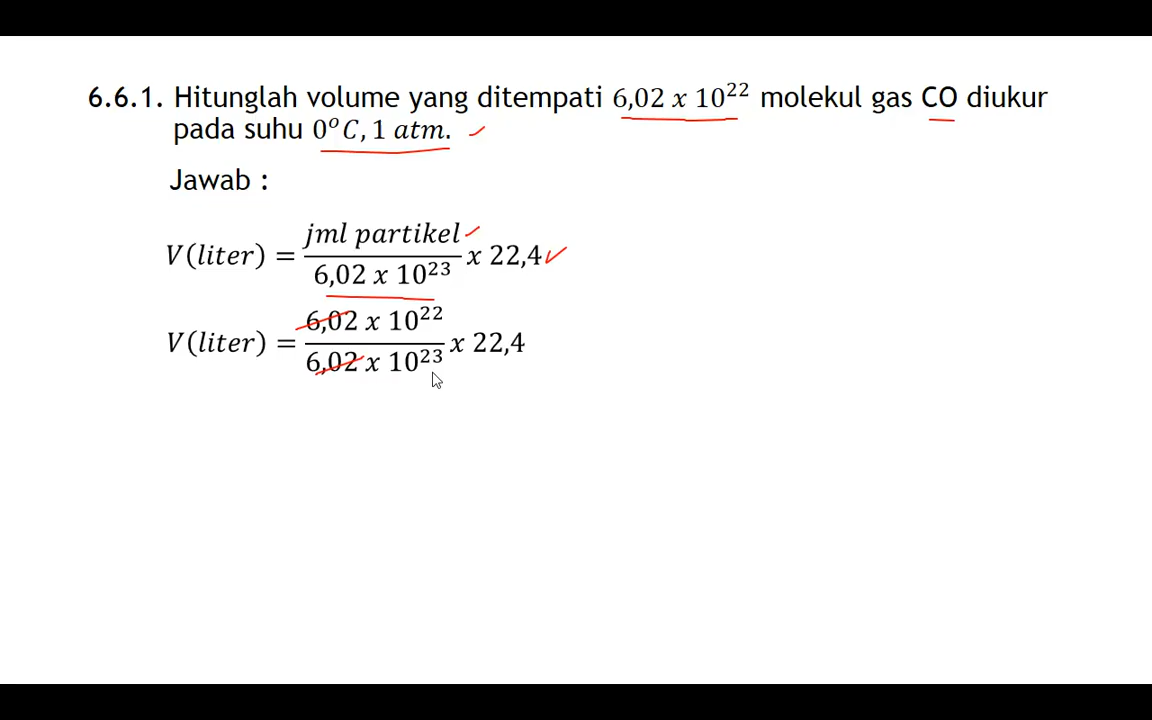 6.6.1. Hitunglah volume yang ditempati 6,02 x 10²² molekul gas CO diukur
pada suhu 0°C, 1 atm.
Jawab :
V(liter) = jml partikel / 6,02 x 10²³ x 22,4
V(liter) = 6,02 x 10²² / 6,02 x 10²³ x 22,4